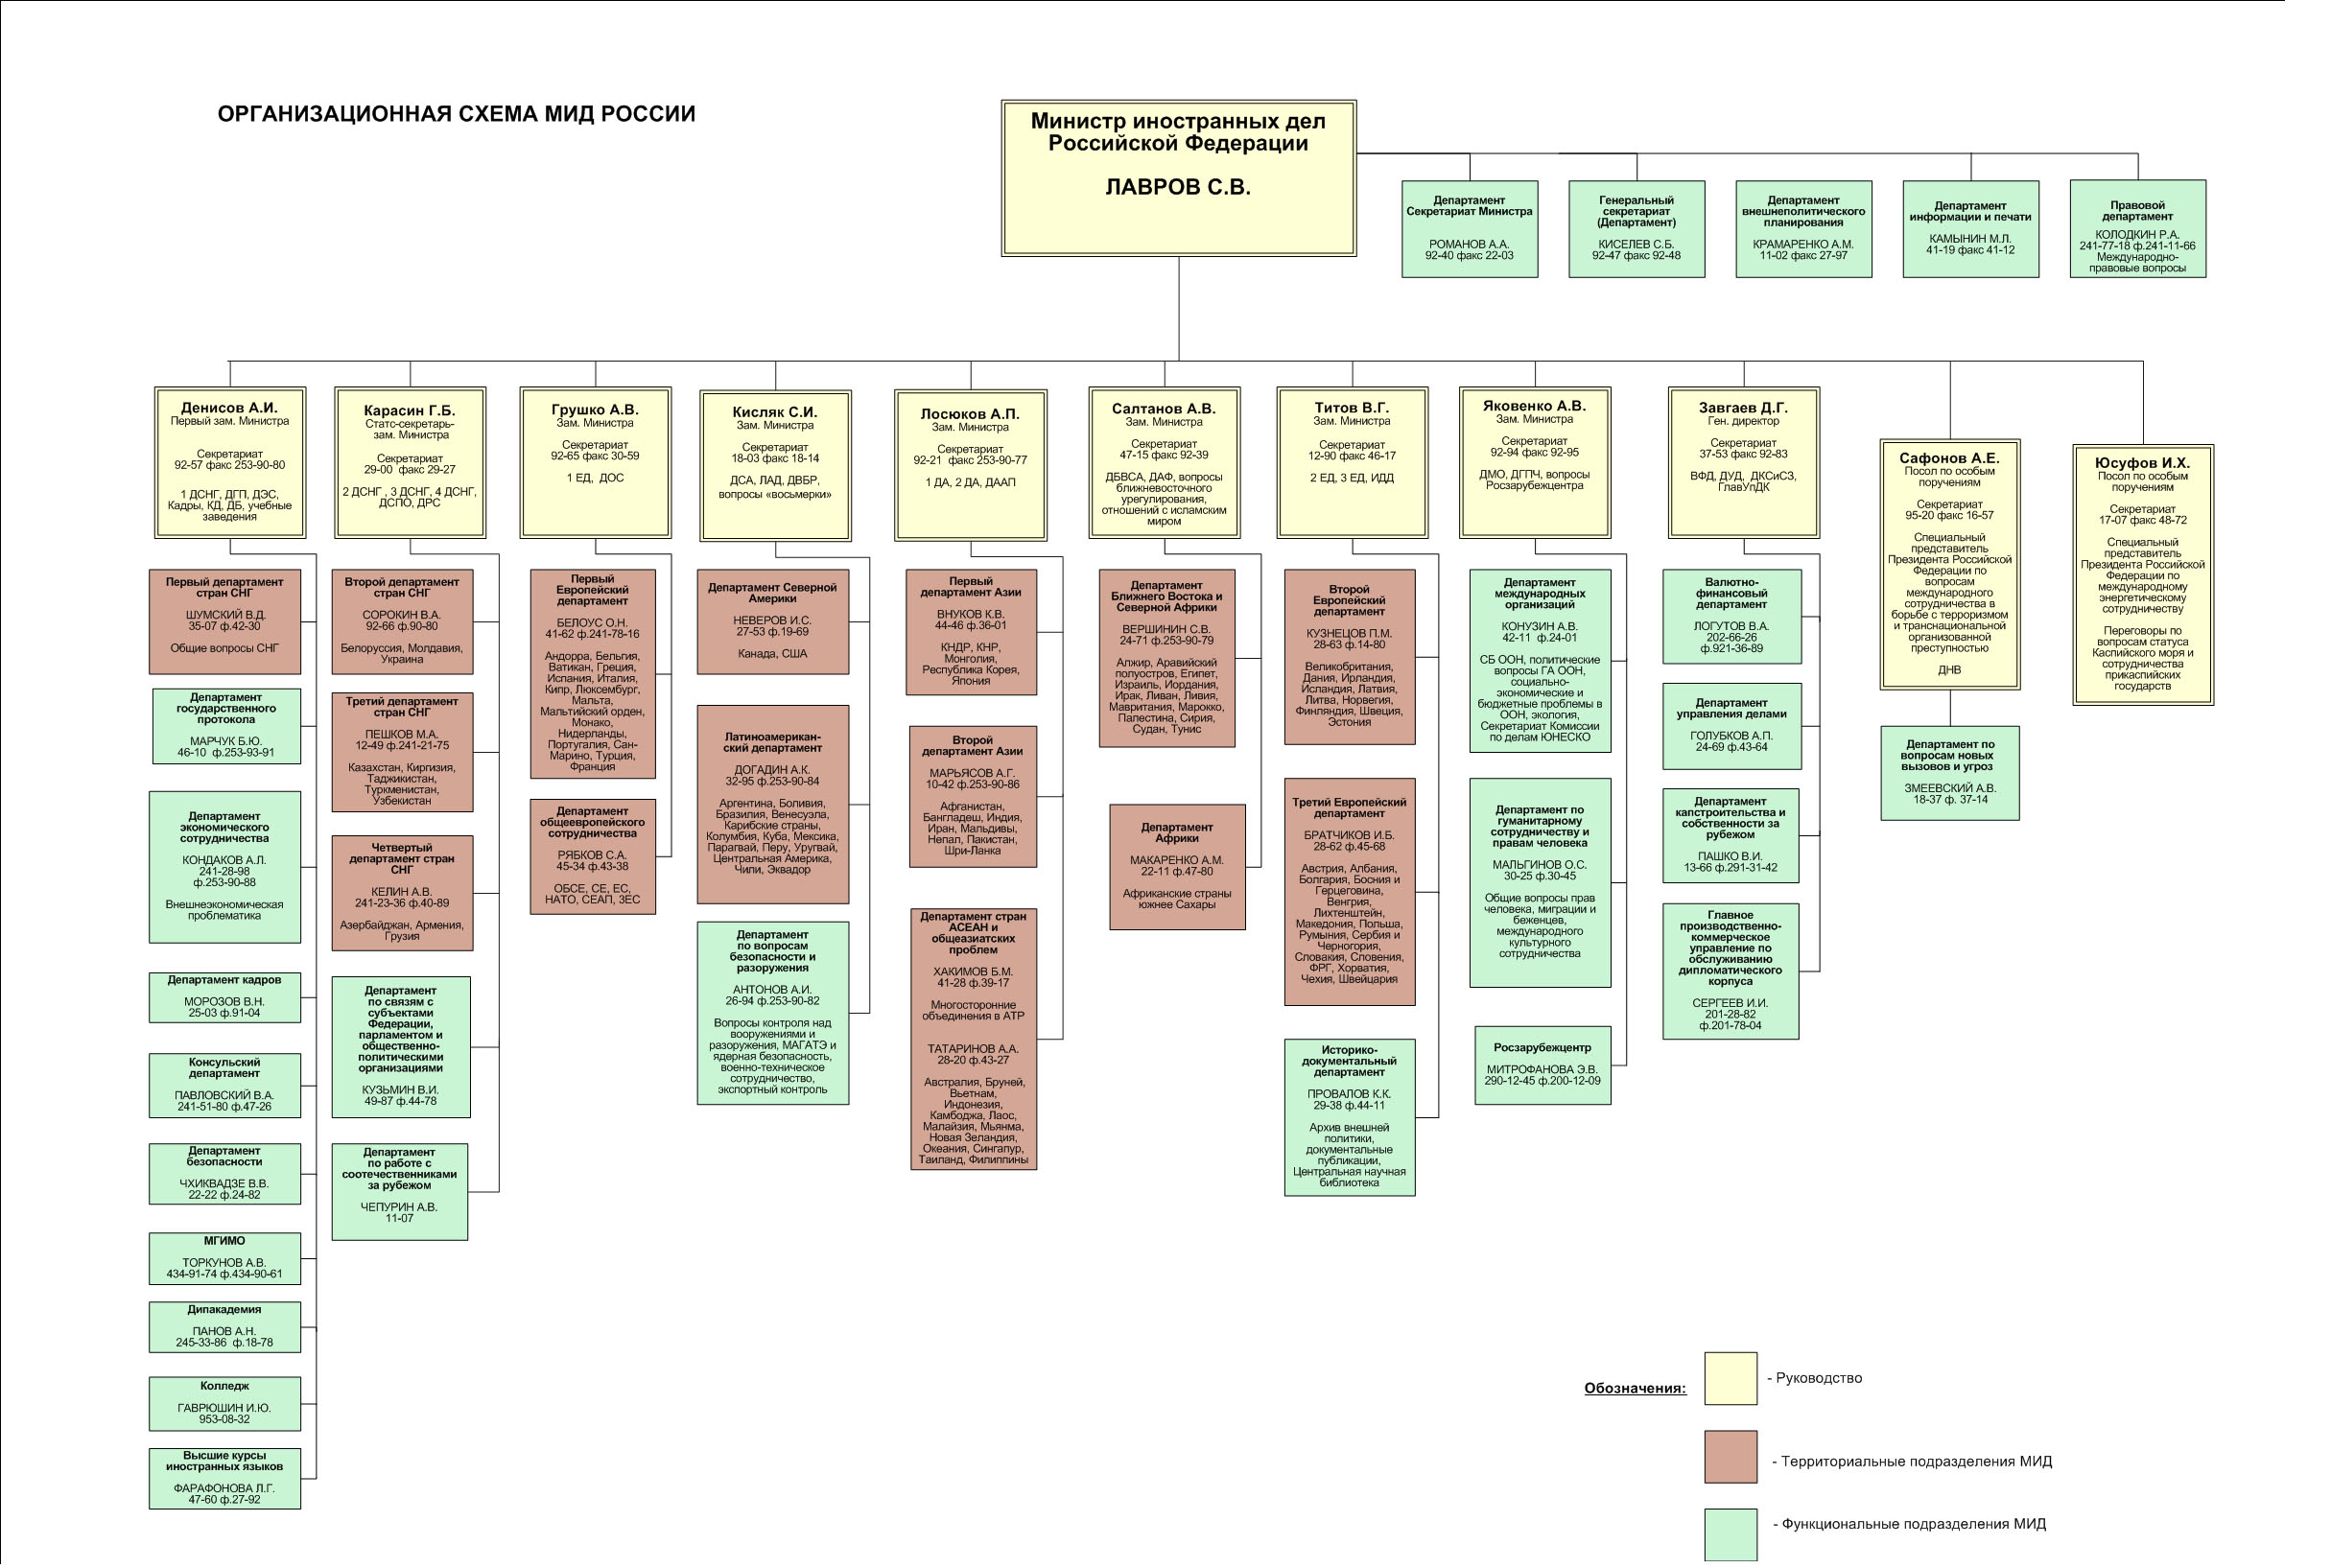 ОРГАНИЗАЦИОННАЯ СХЕМА МИД РОССИИ
Министр иностранных дел
Российской Федерации
ЛАВРОВ С.В.
Департамент
Секретариат Министра
РОМАНОВ А.А.
92-40 факс 22-03
Генеральный
секретариат
(Департамент)
КИСЕЛЕВ С.Б.
92-47 факс 92-48
Департамент
внешнеполитического
планирования
КРАМАРЕНКО А.М.
11-02 факс 27-97
Департамент
информации и печати
КАМЫНИН М.Л.
41-19 факс 41-12
Правовой
департамент
КОЛОДКИН Р.А.
241-77-18 ф.241-11-66
Международно-
правовые вопросы
Денисов А.И.
Первый зам. Министра
Секретариат
92-57 факс 253-90-80
1 ДСНГ, ДГП, ДЭС,
Кадры, КД, ДБ, учебные
заведения
Первый департамент
стран СНГ
ШУМСКИЙ В.Д.
35-07 ф.42-30
Общие вопросы СНГ
Департамент
государственного
протокола
МАРЧУК Б.Ю.
46-10 ф.253-93-91
Департамент
экономического
сотрудничества
КОНДАКОВ А.Л.
241-28-98
ф.253-90-88
Внешнеэкономическая
проблематика
Департамент кадров
МОРОЗОВ В.Н.
25-03 ф.91-04
Консульский
департамент
ПАВЛОВСКИЙ В.А.
241-51-80 ф.47-26
Департамент
безопасности
ЧХИКВАДЗЕ В.В.
22-22 ф.24-82
МГИМО
ТОРКУНОВ А.В.
434-91-74 ф.434-90-61
Дипакадемия
ПАНОВ А.Н.
245-33-86 ф.18-78
Колледж
ГАВРЮШИН И.Ю.
953-08-32
Высшие курсы
иностранных языков
ФАРАФОНОВА Л.Г.
47-60 ф.27-92
Карасин Г.Б.
Статс-секретарь-
зам. Министра
Секретариат
29-00 факс 29-27
2 ДСНГ , 3 ДСНГ, 4 ДСНГ,
ДСПО, ДРС
Второй департамент
стран СНГ
СОРОКИН В.А.
92-66 ф.90-80
Белоруссия, Молдавия,
Украина
Третий департамент
стран СНГ
ПЕШКОВ М.А.
12-49 ф.241-21-75
Казахстан, Киргизия,
Таджикистан,
Туркменистан,
Узбекистан
Четвертый
департамент стран
СНГ
КЕЛИН А.В.
241-23-36 ф.40-89
Азербайджан, Армения,
Грузия
Департамент
по связям с
субъектами
Федерации,
парламентом и
общественно-
политическими
организациями
КУЗЬМИН В.И.
49-87 ф.44-78
Департамент
по работе с
соотечественниками
за рубежом
ЧЕПУРИН А.В.
11-07
Грушко А.В.
Зам. Министра
Секретариат
92-65 факс 30-59
1 ЕД, ДОС
Первый
Европейский
департамент
БЕЛОУС О.Н.
41-62 ф.241-78-16
Андорра, Бельгия,
Ватикан, Греция,
Испания, Италия,
Кипр, Люксембург,
Мальта,
Мальтийский орден,
Монако,
Нидерланды,
Португалия, Сан-
Марино, Турция,
Франция
Департамент
общеевропейского
сотрудничества
РЯБКОВ С.А.
45-34 ф.43-38
ОБСЕ, СЕ, ЕС,
НАТО, СЕАП, ЗЕС
Кисляк С.И.
Зам. Министра
Секретариат
18-03 факс 18-14
ДСА, ЛАД, ДВБР,
вопросы «восьмерки»
Департамент Северной
Америки
НЕВЕРОВ И.С.
27-53 ф.19-69
Канада, США
Латиноамерикан-
ский департамент
ДОГАДИН А.К.
32-95 ф.253-90-84
Аргентина, Боливия,
Бразилия, Венесуэла,
Карибские страны,
Колумбия, Куба, Мексика,
Парагвай, Перу, Уругвай,
Центральная Америка,
Чили, Эквадор
Департамент
по вопросам
безопасности и
разоружения
АНТОНОВ А.И.
26-94 ф.253-90-82
Вопросы контроля над
вооружениями и
разоружения, МАГАТЭ и
ядерная безопасность,
военно-техническое
сотрудничество,
экспортный контроль
Лосюков А.П.
Зам. Министра
Секретариат
92-21 факс 253-90-77
1 ДА, 2 ДА, ДААП
Первый
департамент Азии
ВНУКОВ К.В.
44-46 ф.36-01
КНДР, КНР,
Монголия,
Республика Корея,
Япония
Второй
департамент Азии
МАРЬЯСОВ А.Г.
10-42 ф.253-90-86
Афганистан,
Бангладеш, Индия,
Иран, Мальдивы,
Непал, Пакистан,
Шри-Ланка
Департамент стран
АСЕАН и
общеазиатских
проблем
ХАКИМОВ Б.М.
41-28 ф.39-17
Многосторонние
объединения в АТР
ТАТАРИНОВ А.А.
28-20 ф.43-27
Австралия, Бруней,
Вьетнам,
Индонезия,
Камбоджа, Лаос,
Малайзия, Мьянма,
Новая Зеландия,
Океания, Сингапур,
Таиланд, Филиппины
Салтанов А.В.
Зам. Министра
Секретариат
47-15 факс 92-39
ДБВСА, ДАФ, вопросы
ближневосточного
урегулирования,
отношений с исламским
миром
Департамент
Ближнего Востока и
Северной Африки
ВЕРШИНИН С.В.
24-71 ф.253-90-79
Алжир, Аравийский
полуостров, Египет,
Израиль, Иордания,
Ирак, Ливан, Ливия,
Мавритания, Марокко,
Палестина, Сирия,
Судан, Тунис
Департамент
Африки
МАКАРЕНКО А.М.
22-11 ф.47-80
Африканские страны
южнее Сахары
Титов В.Г.
Зам. Министра
Секретариат
12-90 факс 46-17
2 ЕД, 3 ЕД, ИДД
Второй
Европейский
департамент
КУЗНЕЦОВ П.М.
28-63 ф.14-80
Великобритания,
Дания, Ирландия,
Исландия, Латвия,
Литва, Норвегия,
Финляндия, Швеция,
Эстония
Третий Европейский
департамент
БРАТЧИКОВ И.Б.
28-62 ф.45-68
Австрия, Албания,
Болгария, Босния и
Герцеговина,
Венгрия,
Лихтенштейн,
Македония, Польша,
Румыния, Сербия и
Черногория,
Словакия, Словения,
ФРГ, Хорватия,
Чехия, Швейцария
Историко-
документальный
департамент
ПРОВАЛОВ К.К.
29-38 ф.44-11
Архив внешней
политики,
документальные
публикации,
Центральная научная
библиотека
Яковенко А.В.
Зам. Министра
Секретариат
92-94 факс 92-95
ДМО, ДГПЧ, вопросы
Росзарубежцентра
Департамент
международных
организаций
КОНУЗИН А.В.
42-11 ф.24-01
СБ ООН, политические
вопросы ГА ООН,
социально-
экономические и
бюджетные проблемы в
ООН, экология,
Секретариат Комиссии
по делам ЮНЕСКО
Департамент по
гуманитарному
сотрудничеству и
правам человека
МАЛЬГИНОВ О.С.
30-25 ф.30-45
Общие вопросы прав
человека, миграции и
беженцев,
международного
культурного
сотрудничества
Росзарубежцентр
МИТРОФАНОВА Э.В.
290-12-45 ф.200-12-09
Завгаев Д.Г.
Ген. директор
Секретариат
37-53 факс 92-83
ВФД, ДУД, ДКСиСЗ,
ГлавУпДК
Валютно-
финансовый
департамент
ЛОГУТОВ В.А.
202-66-26
ф.921-36-89
Департамент
управления делами
ГОЛУБКОВ А.П.
24-69 ф.43-64
Департамент
капстроительства и
собственности за
рубежом
ПАШКО В.И.
13-66 ф.291-31-42
Главное
производственно-
коммерческое
управление по
обслуживанию
дипломатического
корпуса
СЕРГЕЕВ И.И.
201-28-82
ф.201-78-04
Сафонов А.Е.
Посол по особым
поручениям
Секретариат
95-20 факс 16-57
Специальный
представитель
Президента Российской
Федерации по
вопросам
международного
сотрудничества в
борьбе с терроризмом
и транснациональной
организованной
преступностью
ДНВ
Департамент по
вопросам новых
вызовов и угроз
ЗМЕЕВСКИЙ А.В.
18-37 ф. 37-14
Юсуфов И.Х.
Посол по особым
поручениям
Секретариат
17-07 факс 48-72
Специальный
представитель
Президента Российской
Федерации по
международному
энергетическому
сотрудничеству
Переговоры по
вопросам статуса
Каспийского моря и
сотрудничества
прикаспийских
государств
Обозначения:
- Руководство
- Территориальные подразделения МИД
- Функциональные подразделения МИД